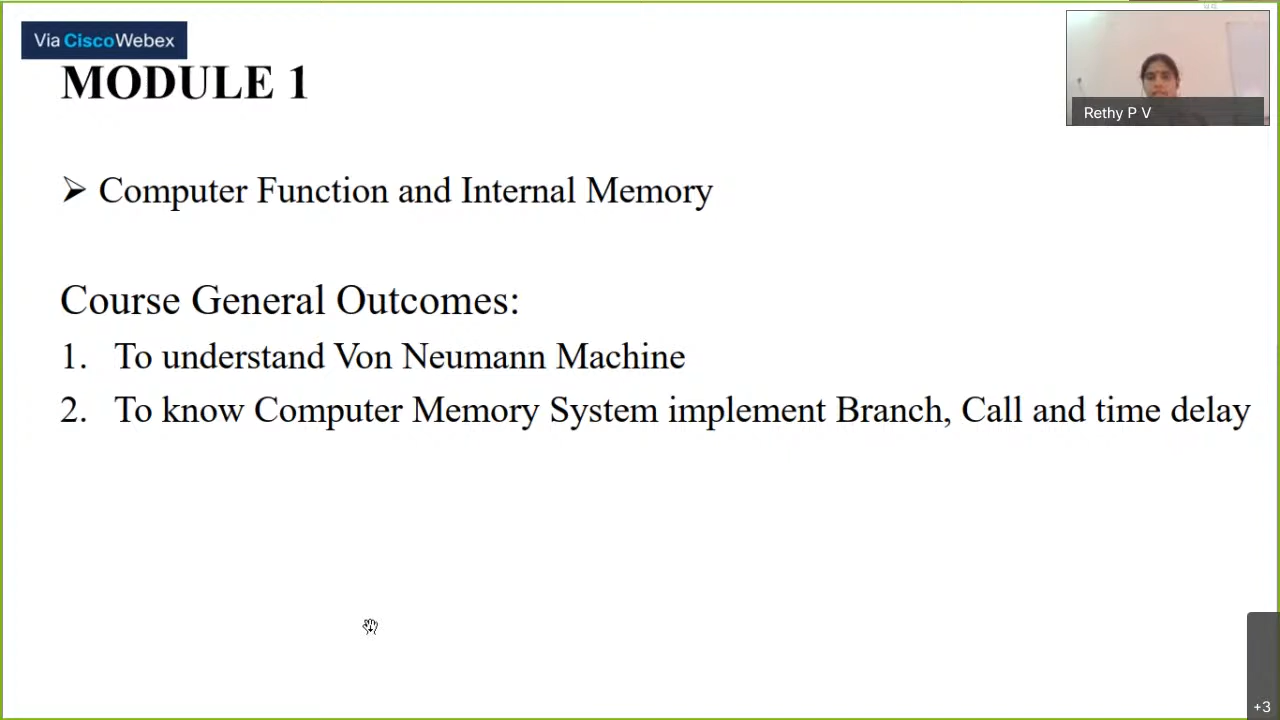 Via CiscoWebex
MODULE 1
Rethy P V
➢ Computer Function and Internal Memory
Course General Outcomes:
1. To understand Von Neumann Machine
2. To know Computer Memory System implement Branch, Call and time delay
+3